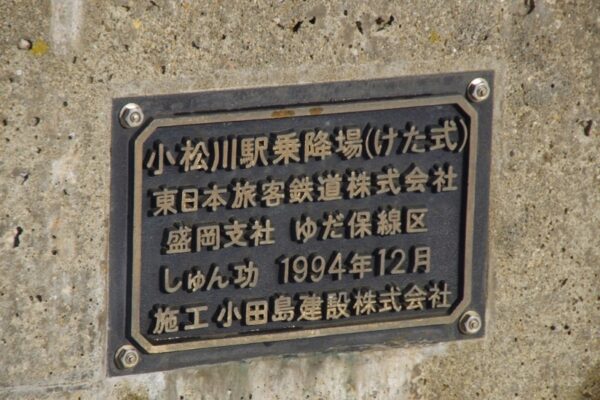 小松川駅乗降場(けた式)
東日本旅客鉄道株式会社
盛岡支社 ゆだ保線区
しゅん功 1994年12月
施工 小田島建設株式会社